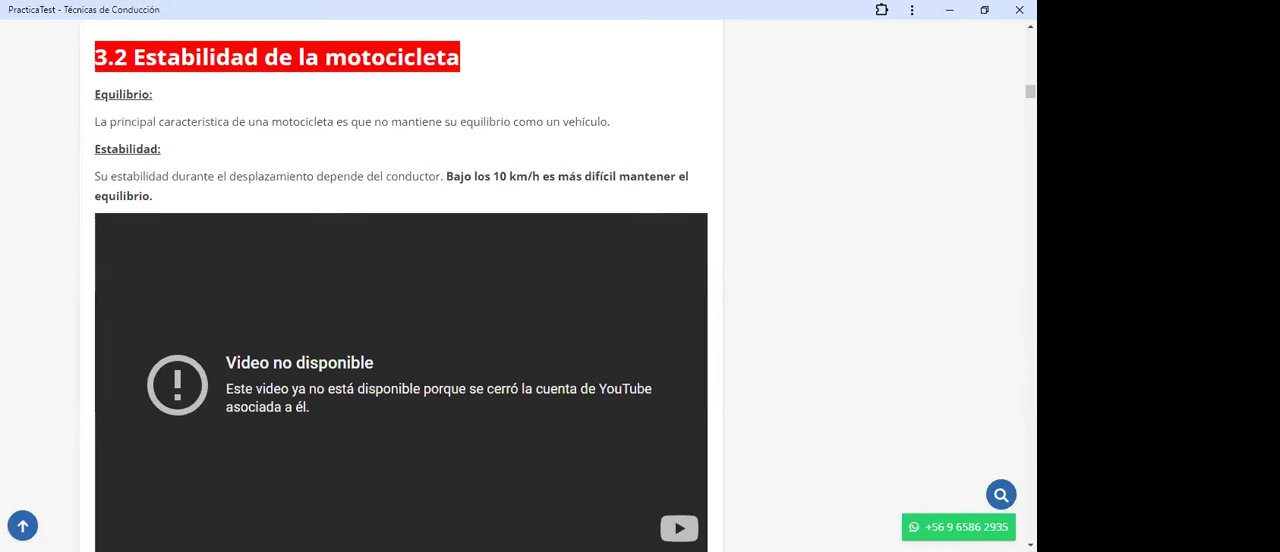 PracticaTest - Técnicas de Conducción
3.2 Estabilidad de la motocicleta
Equilibrio:
La principal característica de una motocicleta es que no mantiene su equilibrio como un vehículo.
Estabilidad:
Su estabilidad durante el desplazamiento depende del conductor. Bajo los 10 km/h es más difícil mantener el
equilibrio.
Video no disponible
Este video ya no está disponible porque se cerró la cuenta de YouTube
asociada a él.
+56 9 6586 2935